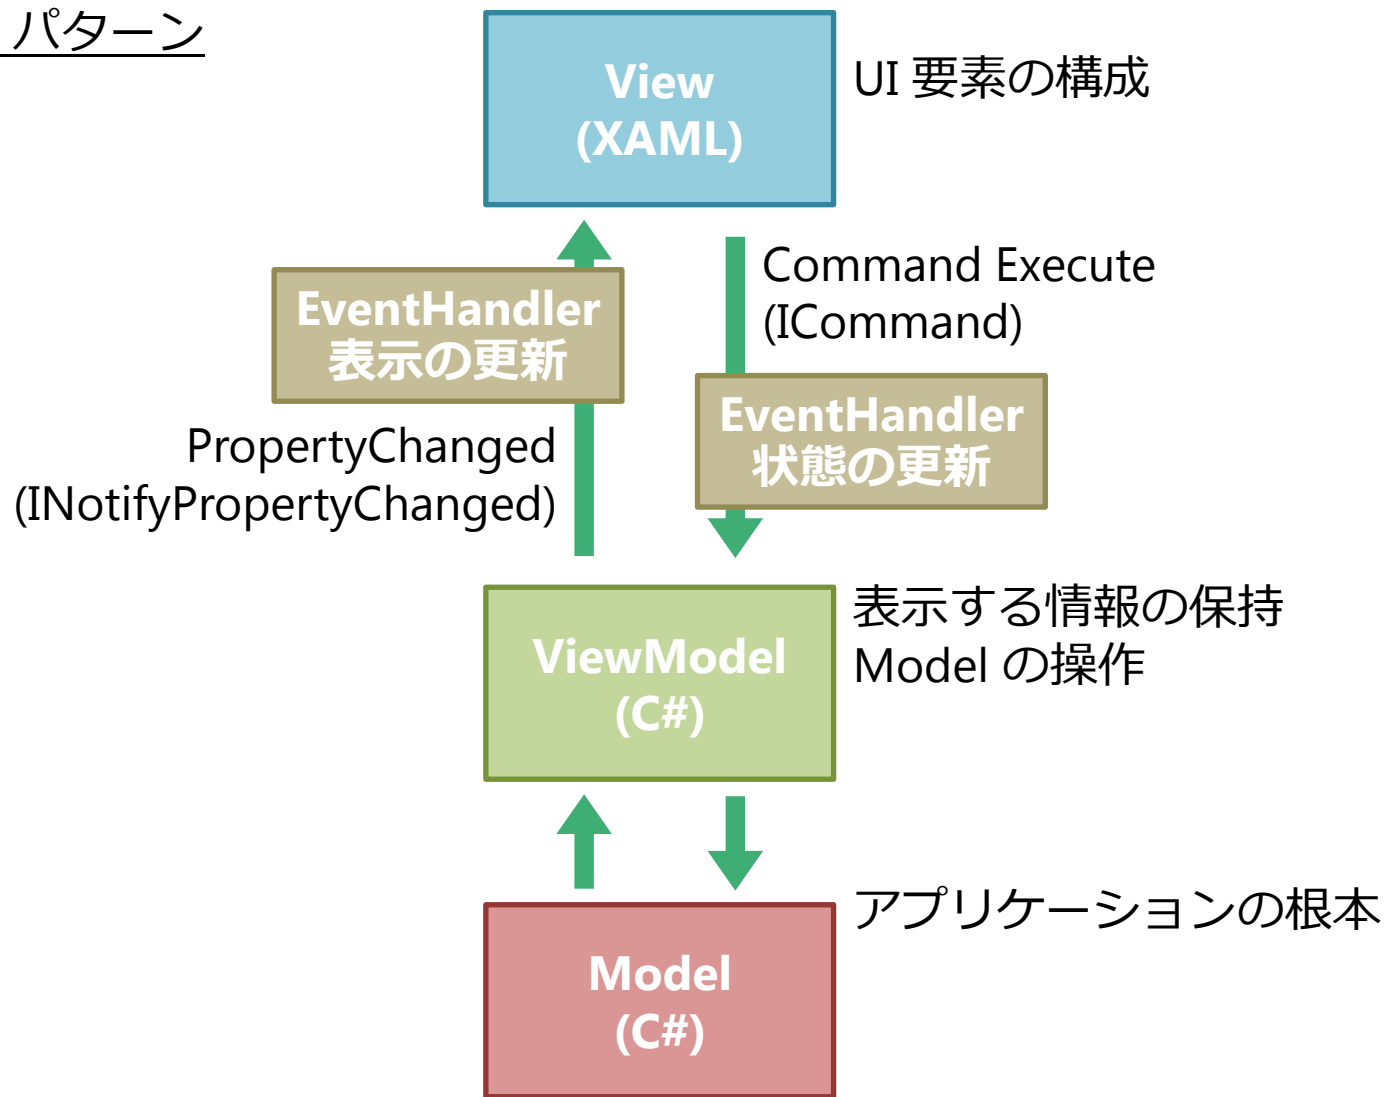 パターン
View
(XAML)
UI 要素の構成
Command Execute
(ICommand)
EventHandler
表示の更新
EventHandler
状態の更新
PropertyChanged
(INotifyPropertyChanged)
ViewModel
(C#)
表示する情報の保持
Model の操作
アプリケーションの根本
Model
(C#)